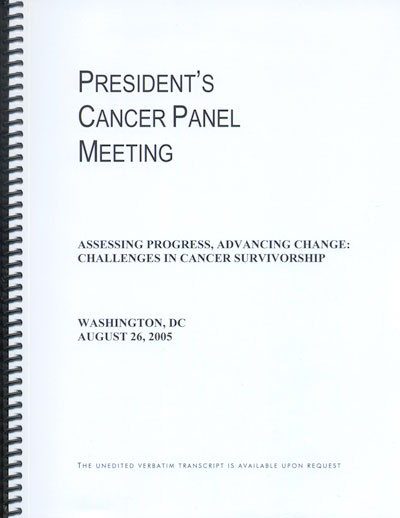 PRESIDENT'S
CANCER PANEL
MEETING
ASSESSING PROGRESS, ADVANCING CHANGE:
CHALLENGES IN CANCER SURVIVORSHIP
WASHINGTON, DC
AUGUST 26, 2005
THE UNEDITED VERBATIM TRANSCRIPT IS AVAILABLE UPON REQUEST